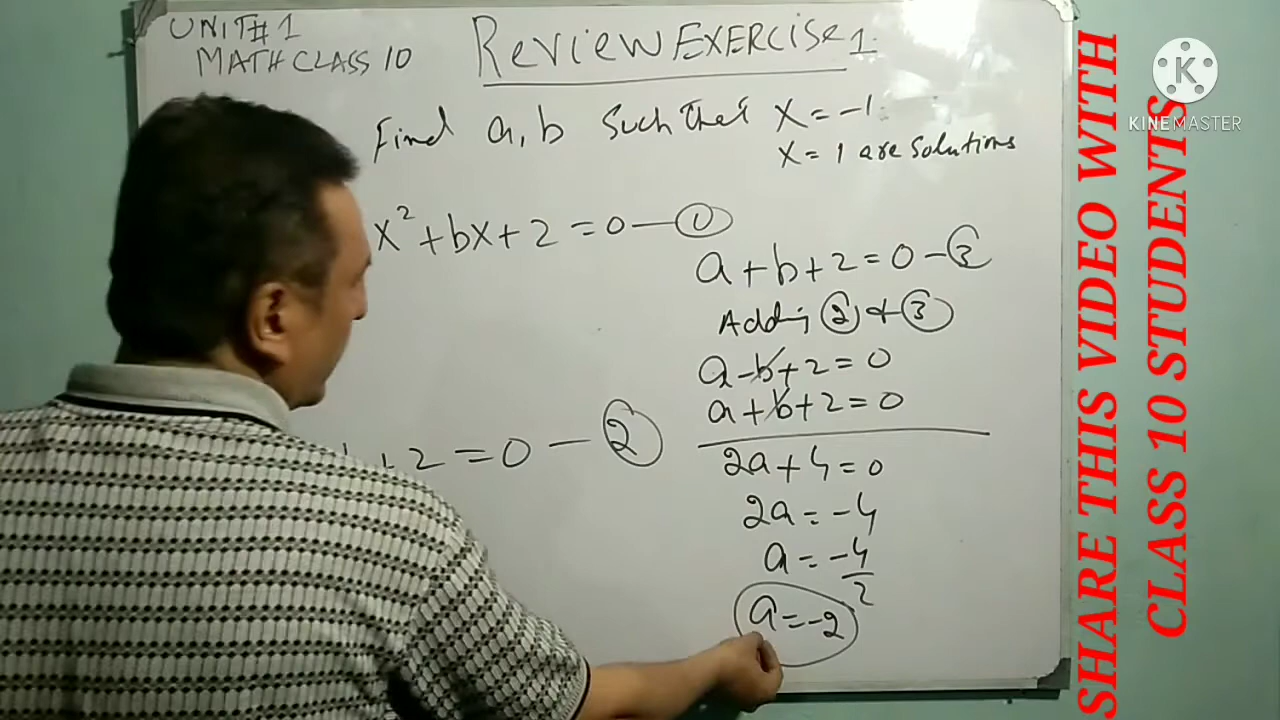 UNIT# 1
MATH CLASS 10
Review EXERCISE 1.
Find a, b Such that x = -1.
x = 1 are solutions
x² + bx + 2 = 0 — ①
+ 2 = 0 — ②
a + b + 2 = 0 — ③
Adding ② & ③
a - b + 2 = 0
a + b + 2 = 0
2a + 4 = 0
2a = -4
a = -4/2
a = -2
SHARE THIS VIDEO WITH
CLASS 10 STUDENTS
K
KINEMASTER